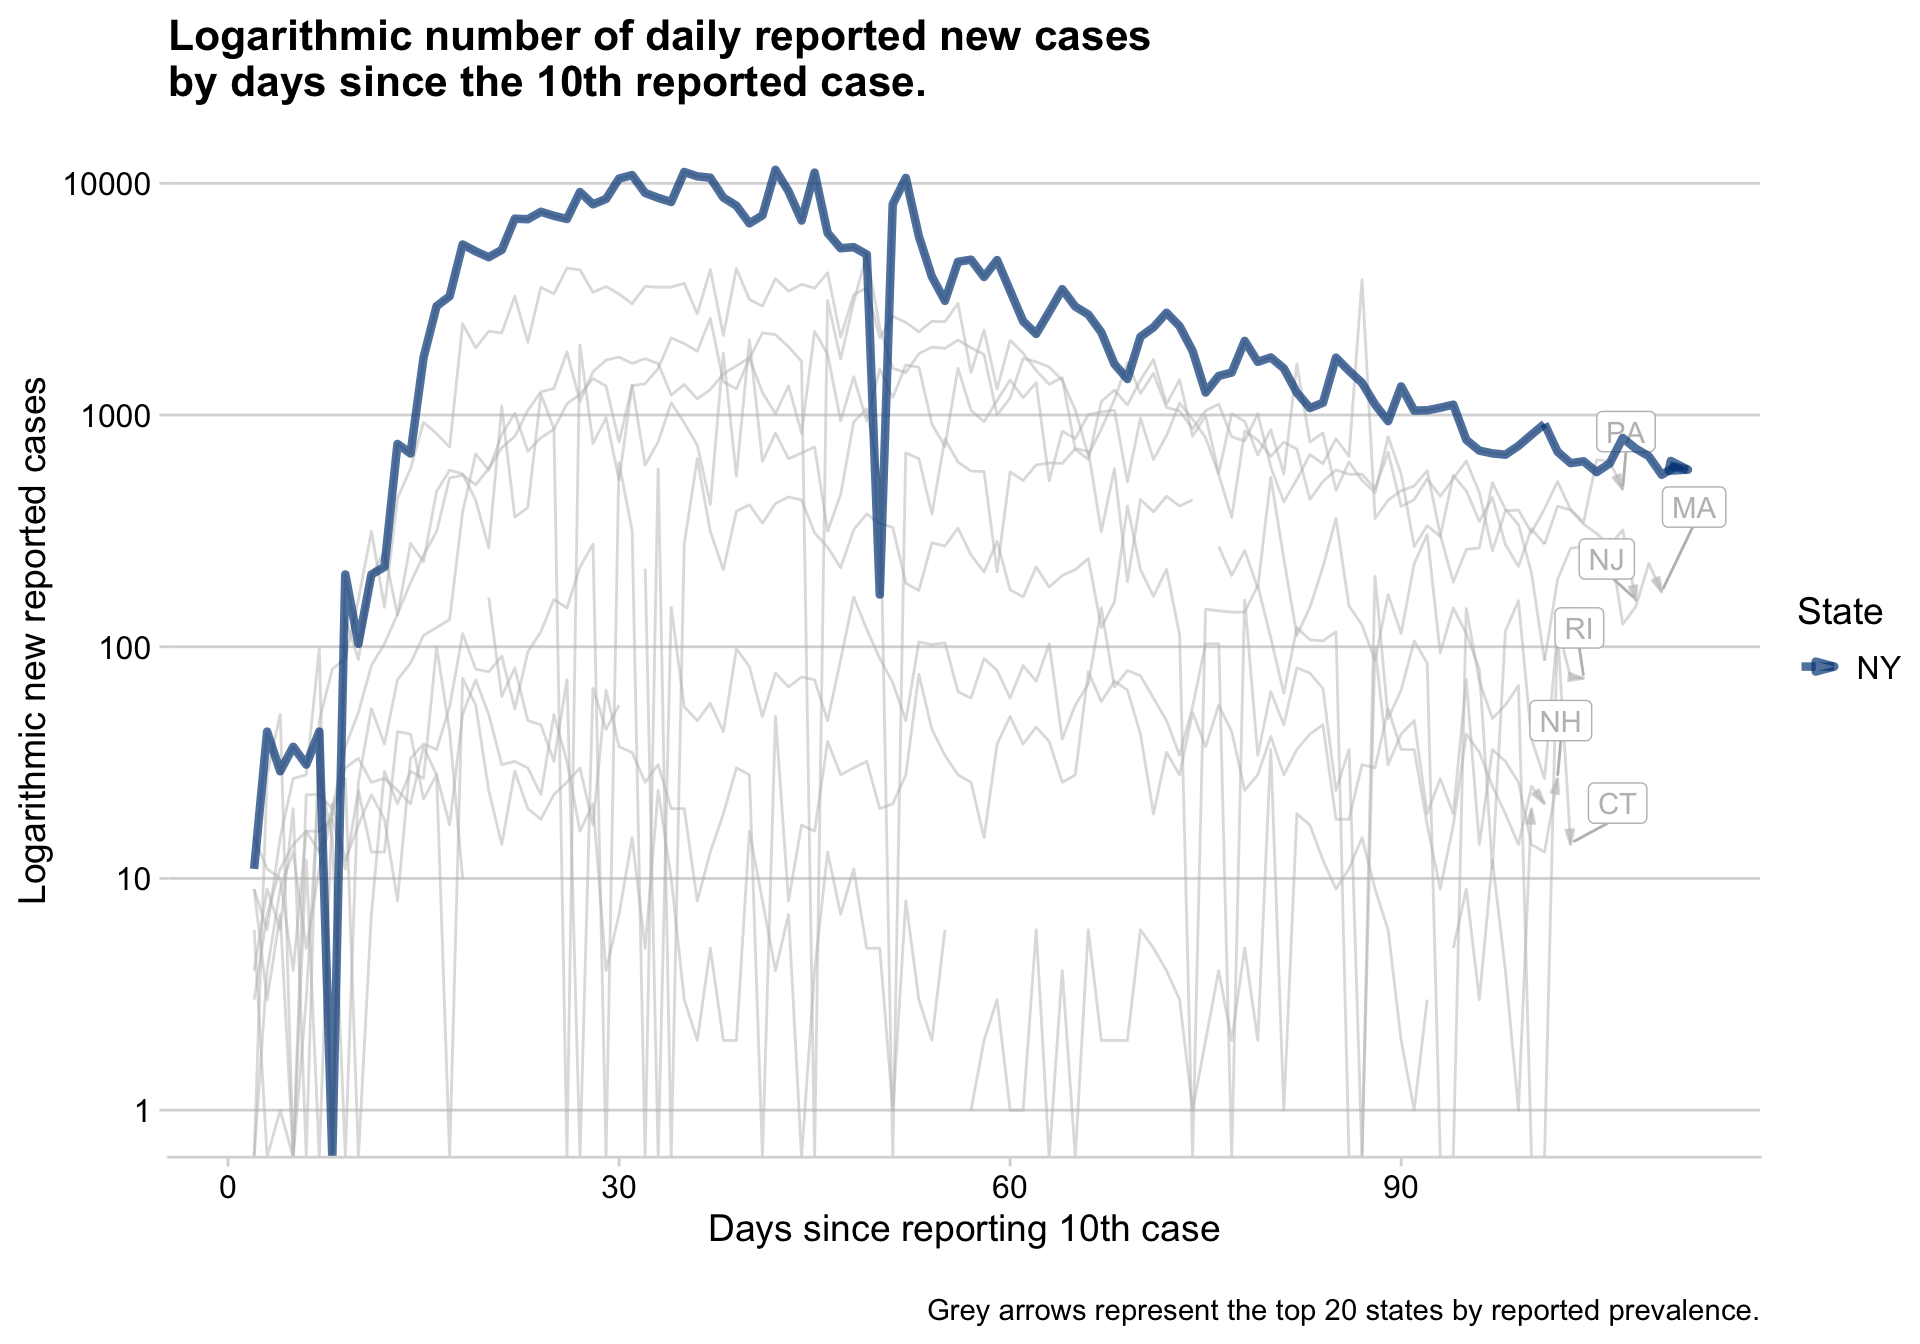 Logarithmic number of daily reported new cases
by days since the 10th reported case.
Logarithmic new reported cases
10000
1000
100
10
1
PA
MA
NJ
RI
NH
CT
State
NY
0
30
60
90
Days since reporting 10th case
Grey arrows represent the top 20 states by reported prevalence.